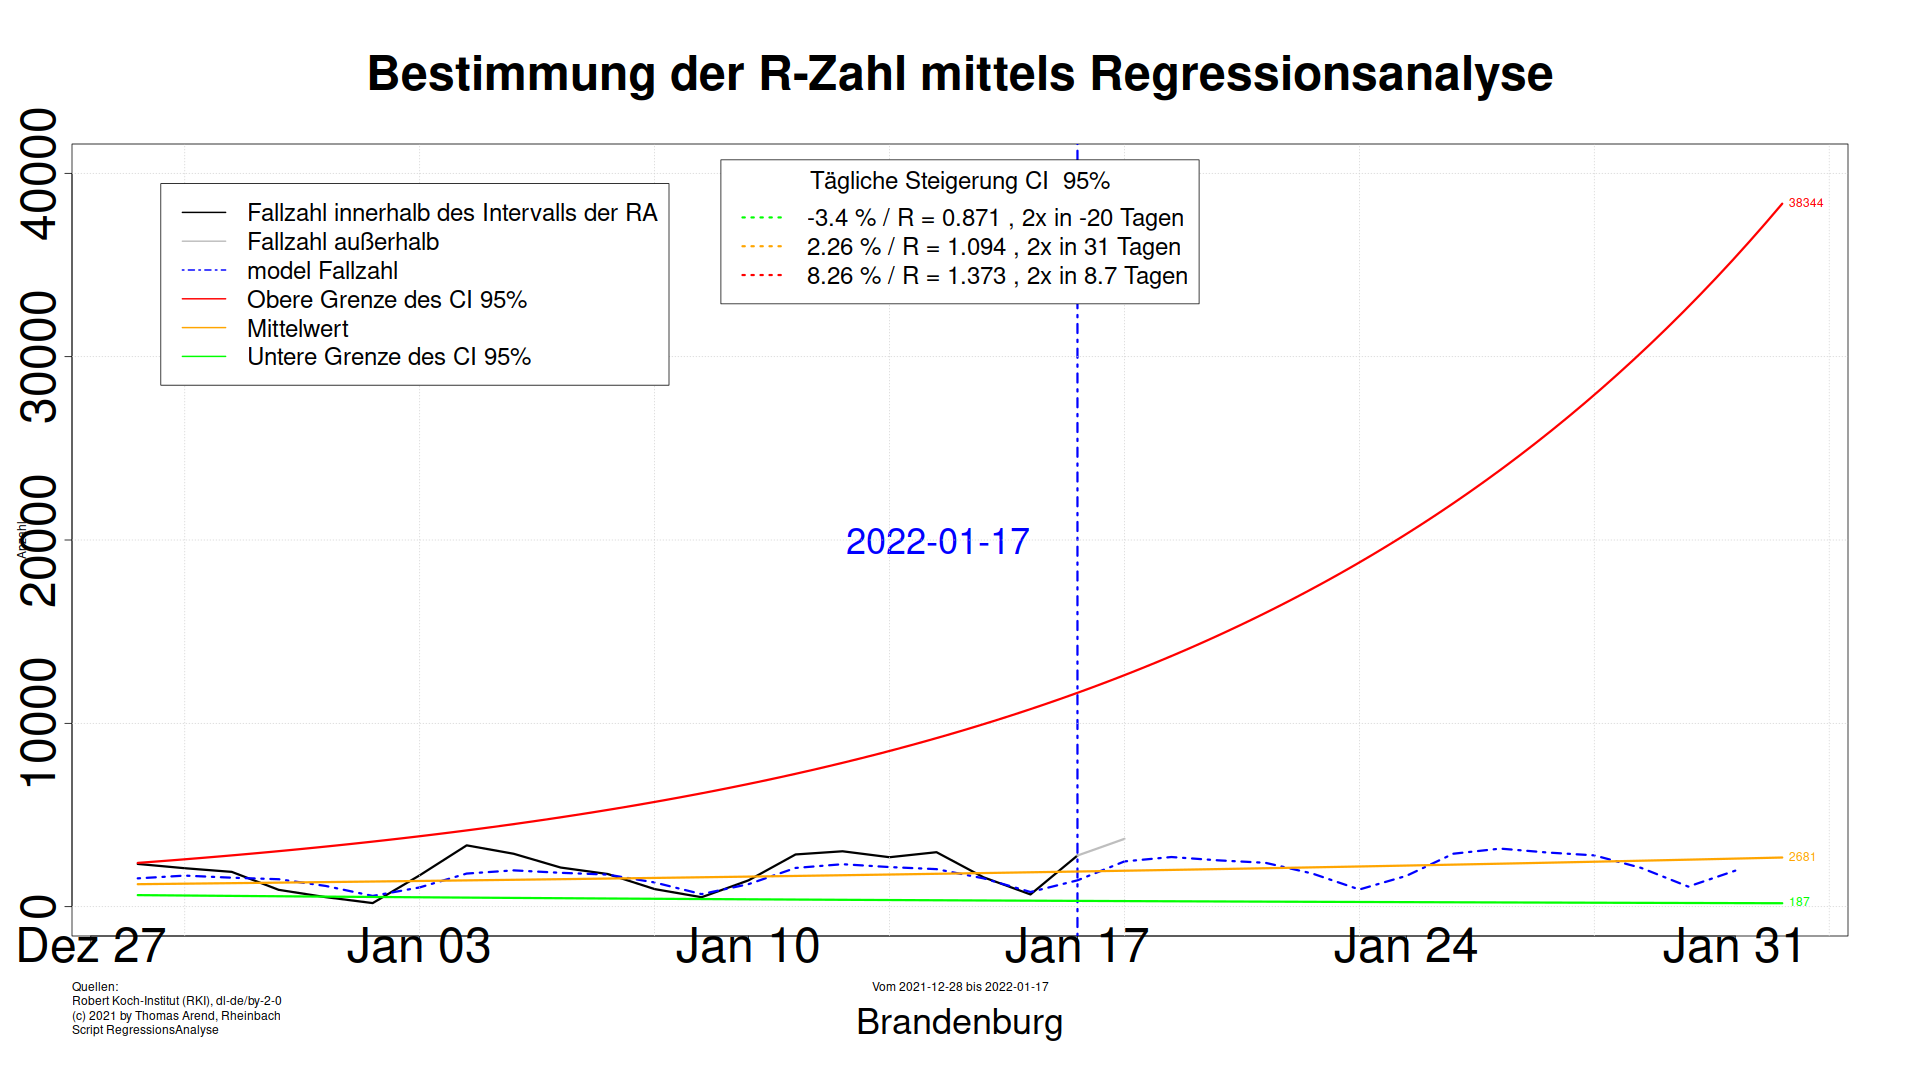 Bestimmung der R-Zahl mittels Regressionsanalyse
Anzahl
40000
30000
20000
10000
0
Fallzahl innerhalb des Intervalls der RA
Fallzahl außerhalb
model Fallzahl
Obere Grenze des CI 95%
Mittelwert
Untere Grenze des CI 95%
Tägliche Steigerung CI 95%
-3.4 % / R = 0.871 , 2x in -20 Tagen
2.26 % / R = 1.094 , 2x in 31 Tagen
8.26 % / R = 1.373 , 2x in 8.7 Tagen
38344
2022-01-17
2681
187
Dez 27 Jan 03 Jan 10 Jan 17 Jan 24 Jan 31
Quellen:
Robert Koch-Institut (RKI), dl-de/by-2-0
(c) 2021 by Thomas Arend, Rheinbach
Script RegressionsAnalyse
Vom 2021-12-28 bis 2022-01-17
Brandenburg